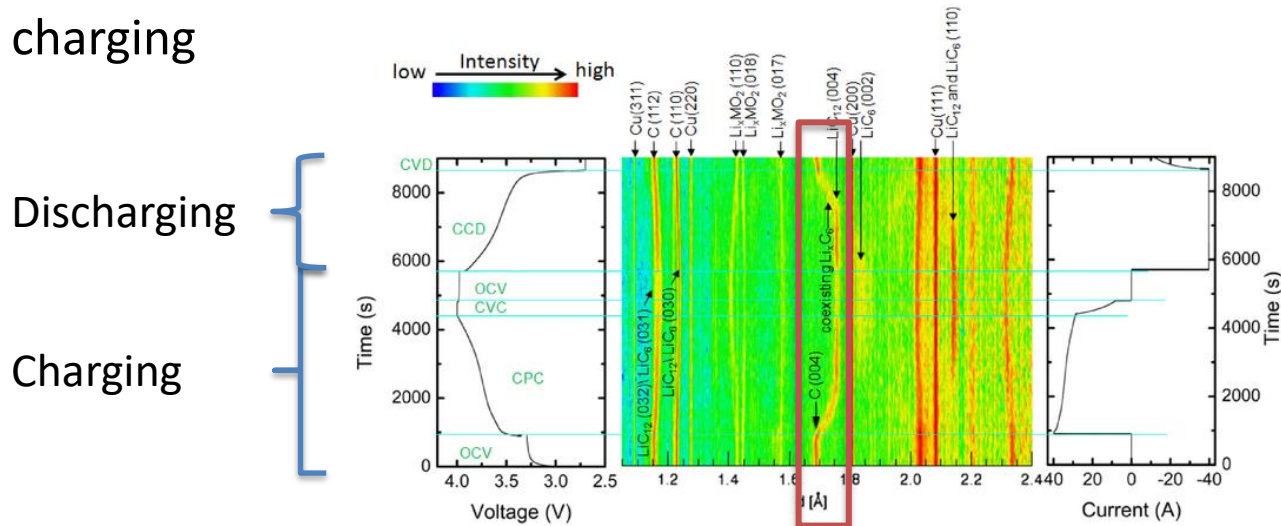 charging
Intensity
low
high
Cu(311)
C (112)
C (110)
Cu(220)
LiₓMO₂ (110)
LiₓMO₂ (018)
LiₓMO₂ (017)
LiC₁₂ (004)
Cu(200)
LiC₆ (002)
Cu(111)
LiC₁₂ and LiC₆ (110)
Discharging
Charging
CVD
CCD
OCV
CVC
CPC
OCV
8000
6000
4000
2000
0
Time (s)
4.0 3.5 3.0 2.5
Voltage (V)
LiC₁₂ (032)\LiC₆ (031)
LiC₁₂\LiC₆ (030)
C (004)
coexisting LiₓC₆
1.2 1.4 1.6 1.8 2.0 2.2 2.4
d [Å]
8000
6000
4000
2000
0
Time (s)
40 20 0 -20 -40
Current (A)